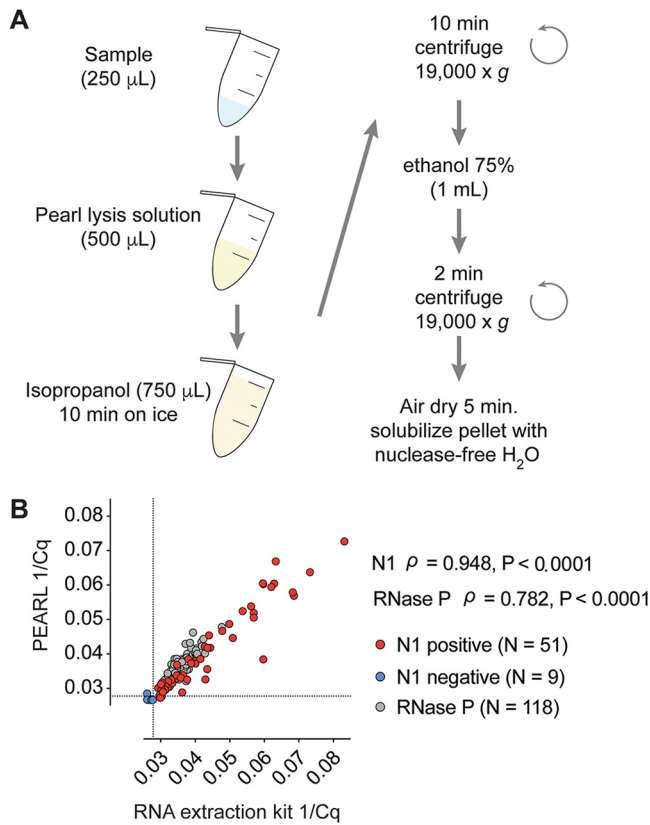 A
Sample
(250 µL)
Pearl lysis solution
(500 µL)
Isopropanol (750 µL)
10 min on ice
10 min
centrifuge
19,000 x g
ethanol 75%
(1 mL)
2 min
centrifuge
19,000 x g
Air dry 5 min.
solubilize pellet with
nuclease-free H₂O
B
PEARL 1/Cq
0.08
0.07
0.06
0.05
0.04
0.03
0.03
0.04
0.05
0.06
0.07
0.08
RNA extraction kit 1/Cq
N1 ρ = 0.948, P < 0.0001
RNase P ρ = 0.782, P < 0.0001
N1 positive (N = 51)
N1 negative (N = 9)
RNase P (N = 118)